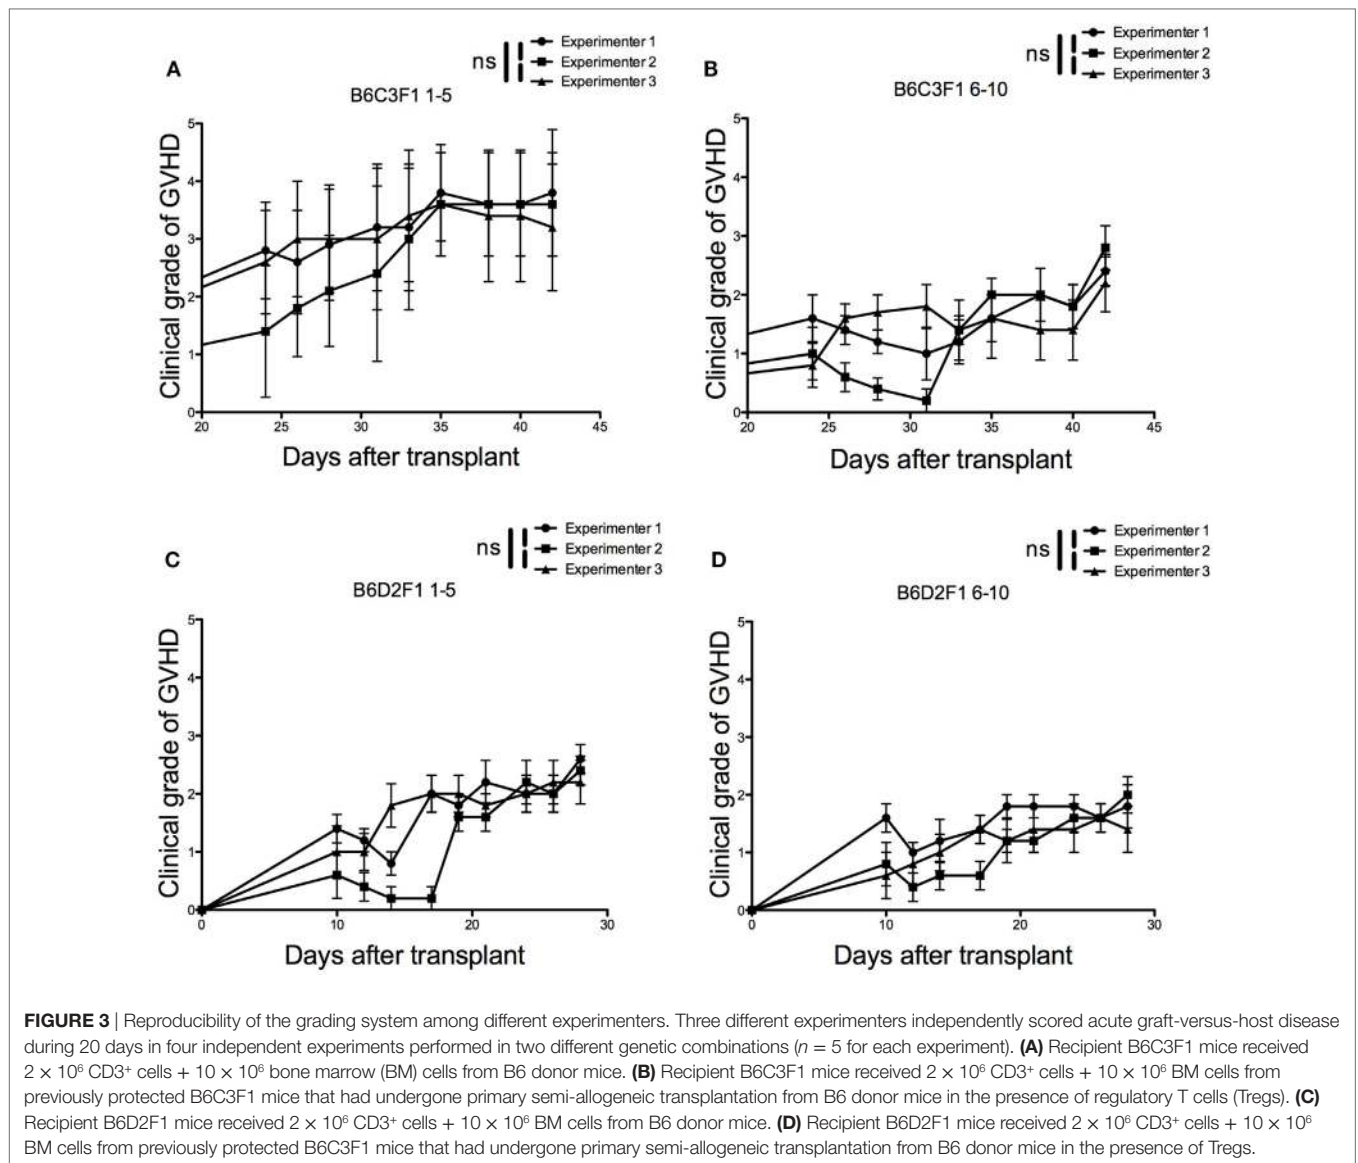 A
ns
Experimenter 1
Experimenter 2
Experimenter 3
B6C3F1 1-5
Clinical grade of GVHD
5
4
3
2
1
0
20 25 30 35 40 45
Days after transplant
B
ns
Experimenter 1
Experimenter 2
Experimenter 3
B6C3F1 6-10
Clinical grade of GVHD
5
4
3
2
1
0
20 25 30 35 40 45
Days after transplant
C
ns
Experimenter 1
Experimenter 2
Experimenter 3
B6D2F1 1-5
Clinical grade of GVHD
5
4
3
2
1
0
0 10 20 30
Days after transplant
D
ns
Experimenter 1
Experimenter 2
Experimenter 3
B6D2F1 6-10
Clinical grade of GVHD
5
4
3
2
1
0
0 10 20 30
Days after transplant
FIGURE 3 | Reproducibility of the grading system among different experimenters. Three different experimenters independently scored acute graft-versus-host disease
during 20 days in four independent experiments performed in two different genetic combinations (n = 5 for each experiment). (A) Recipient B6C3F1 mice received
2 × 10⁶ CD3⁺ cells + 10 × 10⁶ bone marrow (BM) cells from B6 donor mice. (B) Recipient B6C3F1 mice received 2 × 10⁶ CD3⁺ cells + 10 × 10⁶ BM cells from
previously protected B6C3F1 mice that had undergone primary semi-allogeneic transplantation from B6 donor mice in the presence of regulatory T cells (Tregs). (C)
Recipient B6D2F1 mice received 2 × 10⁶ CD3⁺ cells + 10 × 10⁶ BM cells from B6 donor mice. (D) Recipient B6D2F1 mice received 2 × 10⁶ CD3⁺ cells + 10 × 10⁶
BM cells from previously protected B6C3F1 mice that had undergone primary semi-allogeneic transplantation from B6 donor mice in the presence of Tregs.